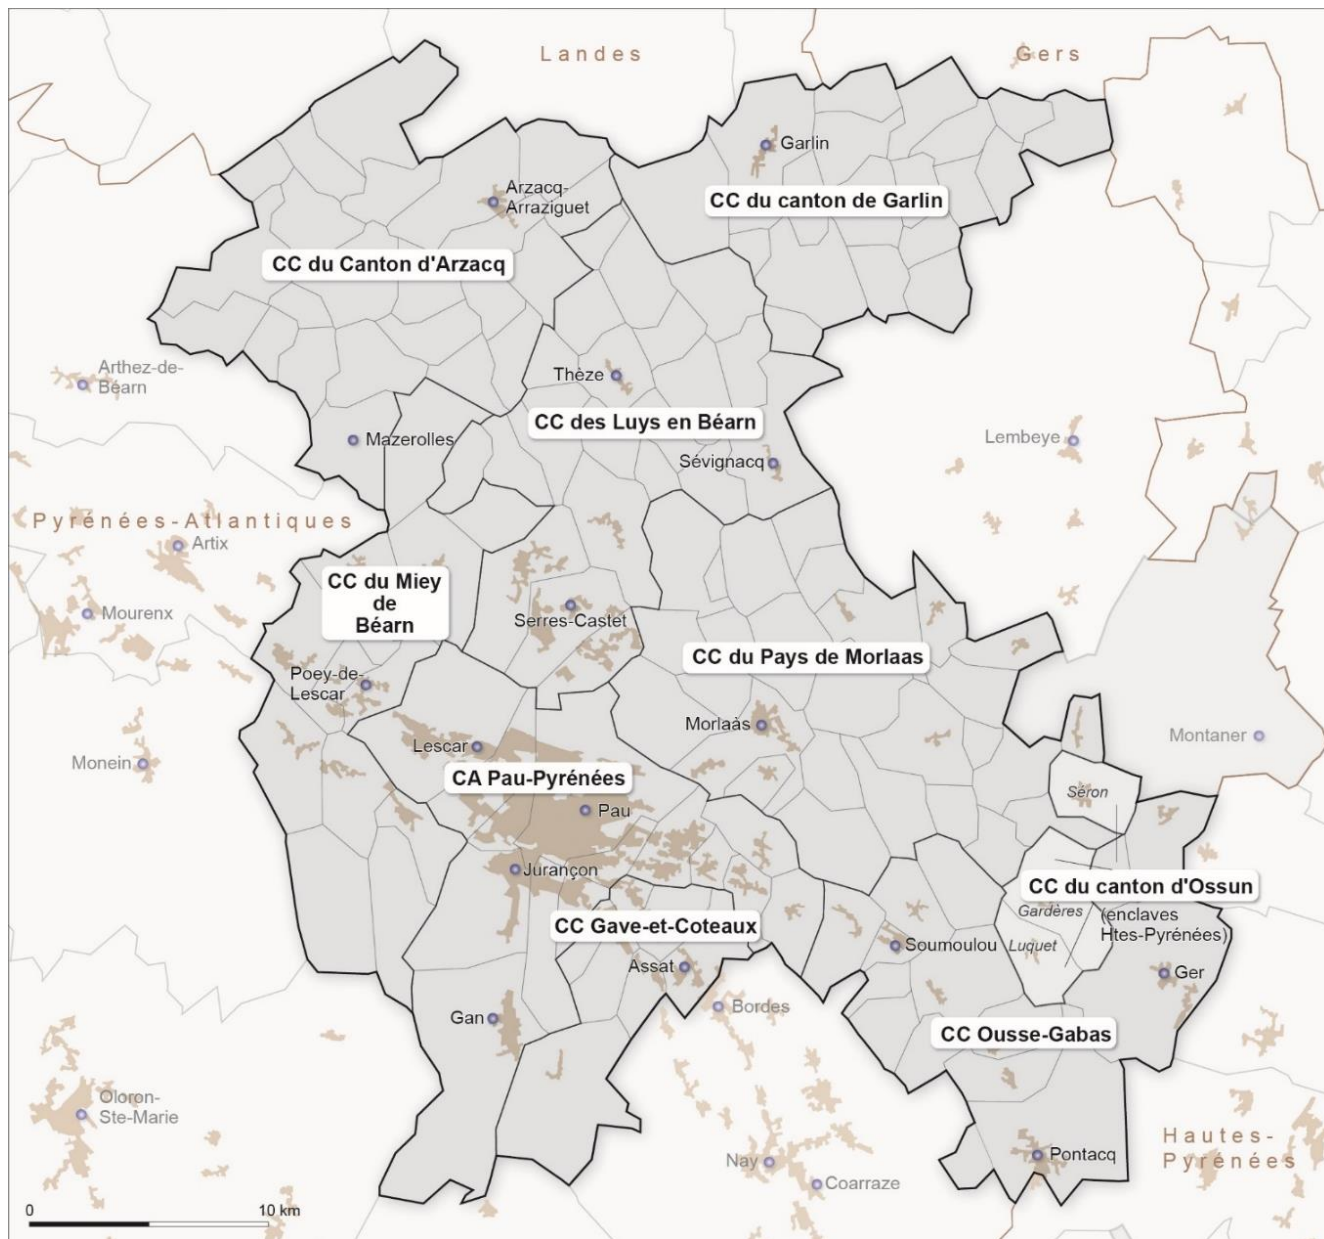 Landes
Gers
Garlin
Arzacq-
Arraziguet
CC du canton de Garlin
CC du Canton d'Arzacq
Arthez-de-
Béarn
Thèze
CC des Luys en Béarn
Mazerolles
Lembeye
Sévignacq
Pyrénées-Atlantiques
Artix
CC du Miey
de
Béarn
Mourenx
Serres-Castet
CC du Pays de Morlaas
Poey-de-
Lescar
Morlaàs
Montaner
Lescar
Monein
CA Pau-Pyrénées
Séron
Pau
Jurançon
CC du canton d'Ossun
Gardères
(enclaves
Htes-Pyrénées)
CC Gave-et-Coteaux
Luquet
Soumoulou
Assat
Ger
Bordes
Gan
CC Ousse-Gabas
Oloron-
Ste-Marie
Hautes-
Pyrénées
Nay
Pontacq
Coarraze
0
10 km